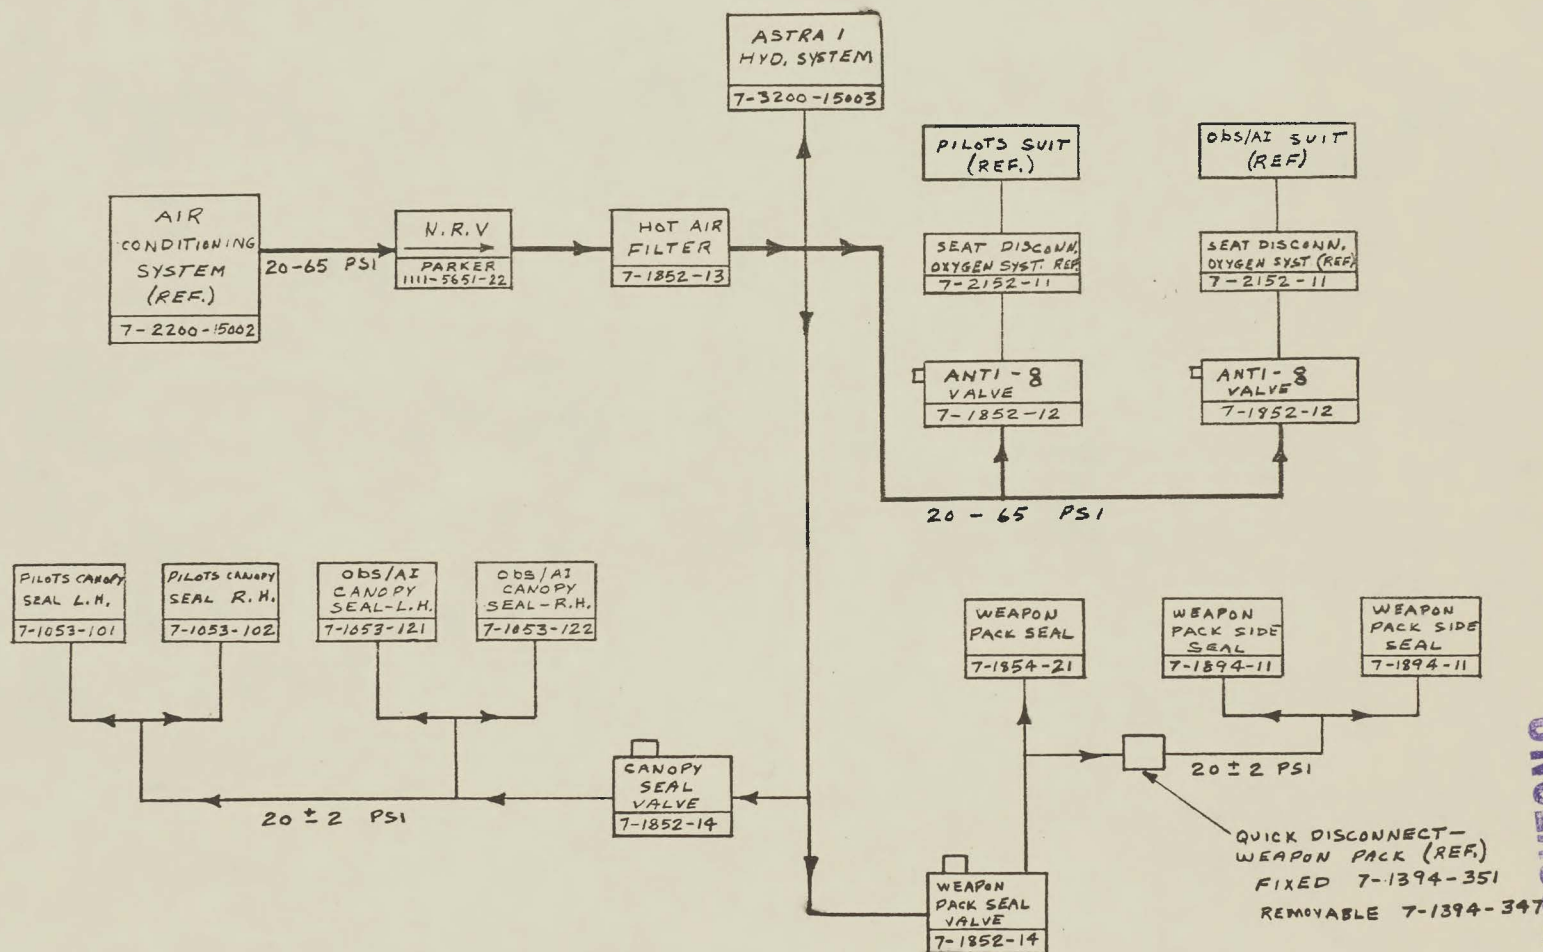 ASTRA 1
HYD. SYSTEM
7-3200-15003
PILOTS SUIT
(REF.)
Obs/AI SUIT
(REF)
AIR
CONDITIONING
SYSTEM
(REF.)
7-2200-15002
20-65 PSI
N.R.V
PARKER
1111-5651-22
HOT AIR
FILTER
7-1852-13
SEAT DISCONN.
OXYGEN SYST. REF.
7-2152-11
SEAT DISCONN.
OXYGEN SYST (REF)
7-2152-11
ANTI-g
VALVE
7-1852-12
ANTI-g
VALVE
7-1952-12
20 - 65 PSI
PILOTS CANOPY
SEAL L.H.
7-1053-101
PILOTS CANOPY
SEAL R.H.
7-1053-102
Obs/AI
CANOPY
SEAL-L.H.
7-1053-121
Obs/AI
CANOPY
SEAL-R.H.
7-1053-122
WEAPON
PACK SEAL
7-1854-21
WEAPON
PACK SIDE
SEAL
7-1894-11
WEAPON
PACK SIDE
SEAL
7-1894-11
CANOPY
SEAL
VALVE
7-1852-14
20 ± 2 PSI
20 ± 2 PSI
QUICK DISCONNECT-
WEAPON PACK (REF.)
FIXED 7-1394-351
REMOVABLE 7-1394-347
WEAPON
PACK SEAL
VALVE
7-1852-14